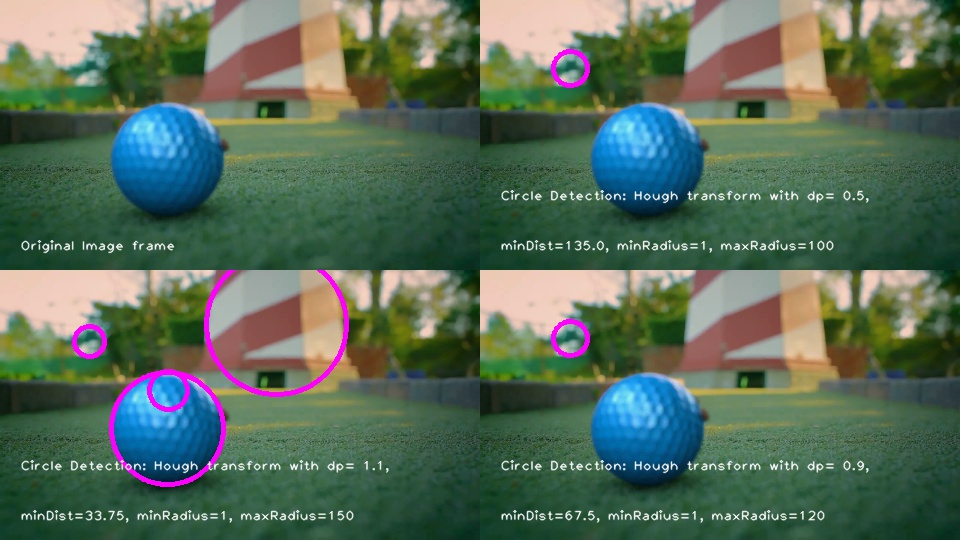 Original Image frame
Circle Detection: Hough transform with dp= 0.5,
minDist=135.0, minRadius=1, maxRadius=100
Circle Detection: Hough transform with dp= 1.1,
minDist=33.75, minRadius=1, maxRadius=150
Circle Detection: Hough transform with dp= 0.9,
minDist=67.5, minRadius=1, maxRadius=120